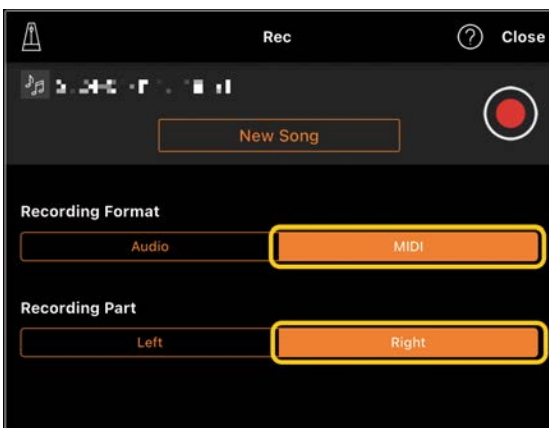 Rec
? Close
New Song
Recording Format
Audio MIDI
Recording Part
Left Right